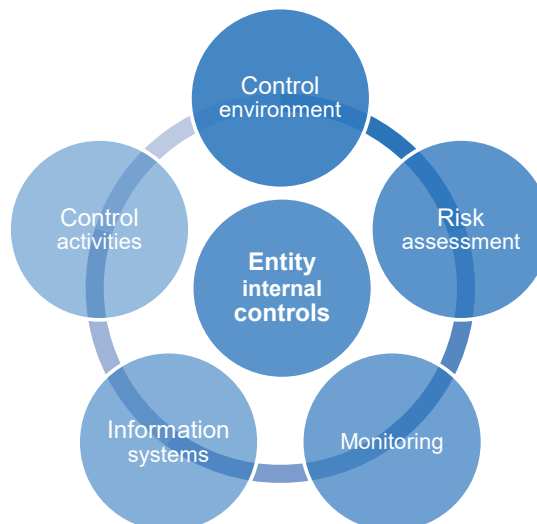 Control
environment
Risk
assessment
Monitoring
Information
systems
Control
activities
Entity
internal
controls